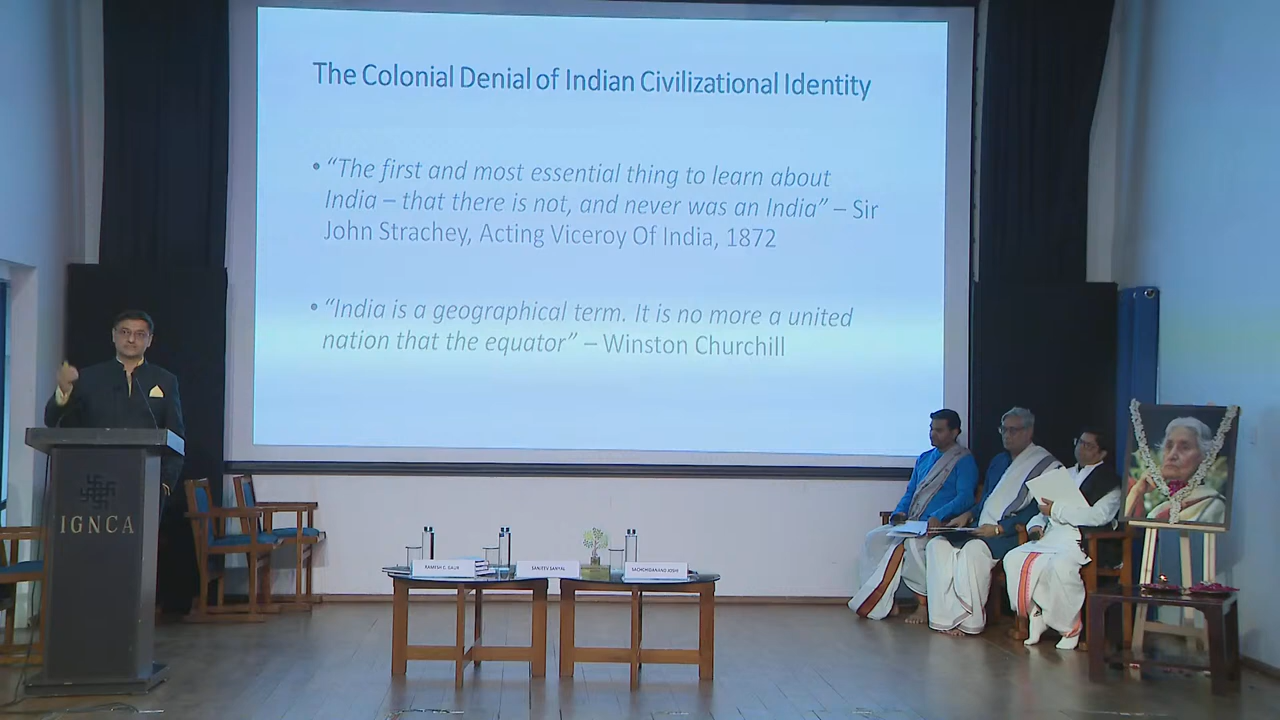 The Colonial Denial of Indian Civilizational Identity
• “The first and most essential thing to learn about
India – that there is not, and never was an India” – Sir
John Strachey, Acting Viceroy Of India, 1872
• “India is a geographical term. It is no more a united
nation that the equator” – Winston Churchill
IGNCA
RAMESH C. GAUR
SANJEEV SANYAL
SACHCHIDANAND JOSHI